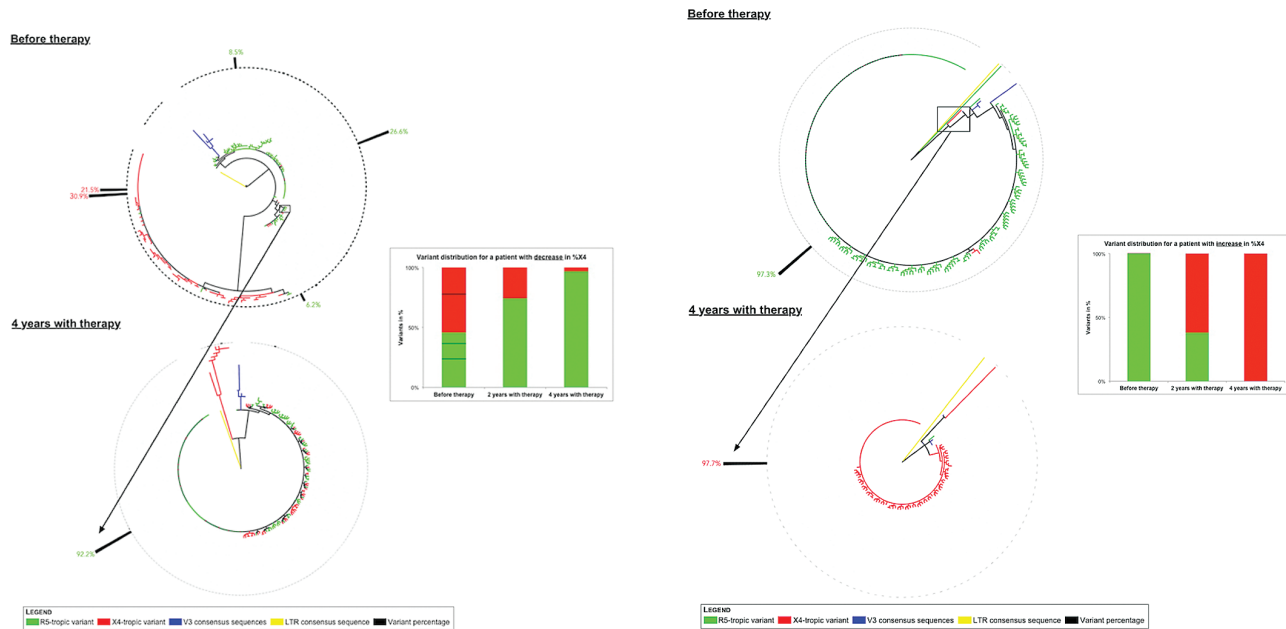 Before therapy
8.5%
26.6%
21.5%
30.9%
6.2%
Variant distribution for a patient with decrease in %X4
100%
50%
0%
Variants in %
Before therapy
2 years with therapy
4 years with therapy
4 years with therapy
92.2%
LEGEND
R5-tropic variant
X4-tropic variant
V3 consensus sequences
LTR consensus sequence
Variant percentage
Before therapy
97.3%
Variant distribution for a patient with increase in %X4
100%
50%
0%
Variants in %
Before therapy
2 years with therapy
4 years with therapy
4 years with therapy
97.7%
LEGEND
R5-tropic variant
X4-tropic variant
V3 consensus sequences
LTR consensus sequence
Variant percentage